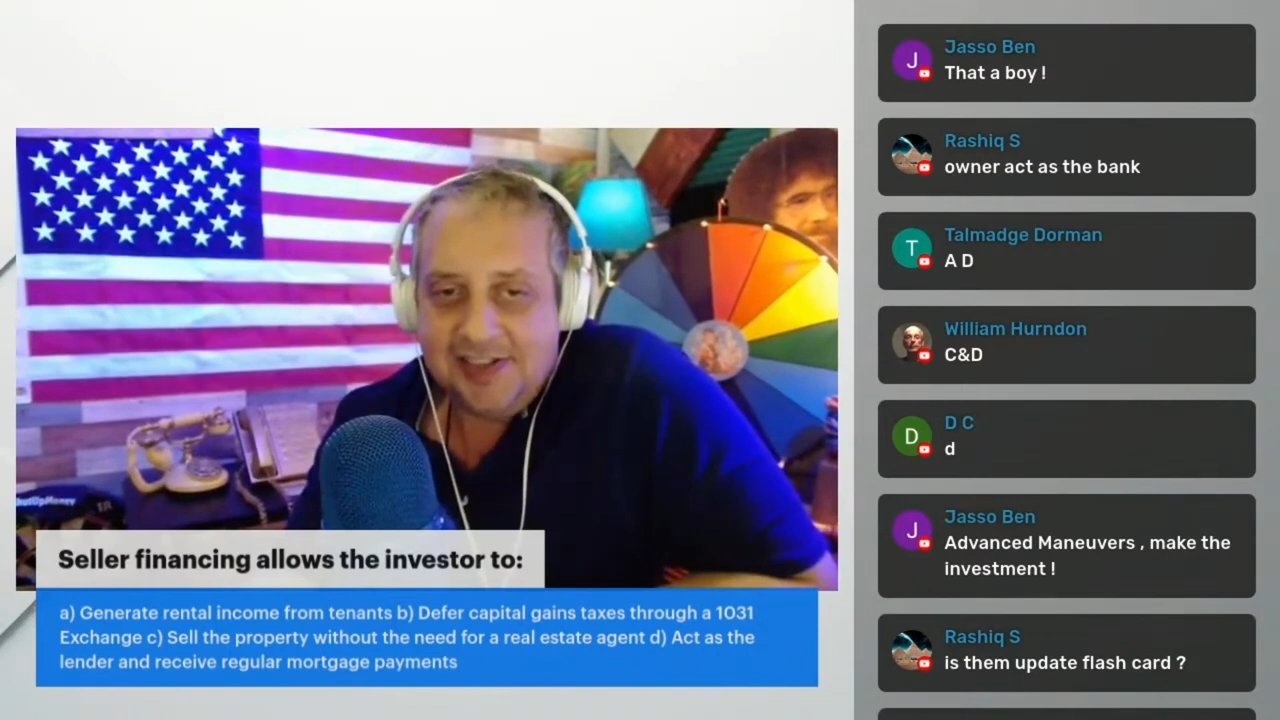 Seller financing allows the investor to:
a) Generate rental income from tenants b) Defer capital gains taxes through a 1031
Exchange c) Sell the property without the need for a real estate agent d) Act as the
lender and receive regular mortgage payments
J
Jasso Ben
That a boy !
Rashiq S
owner act as the bank
T
Talmadge Dorman
A D
William Hurndon
C&D
D
D C
d
J
Jasso Ben
Advanced Maneuvers , make the
investment !
Rashiq S
is them update flash card ?